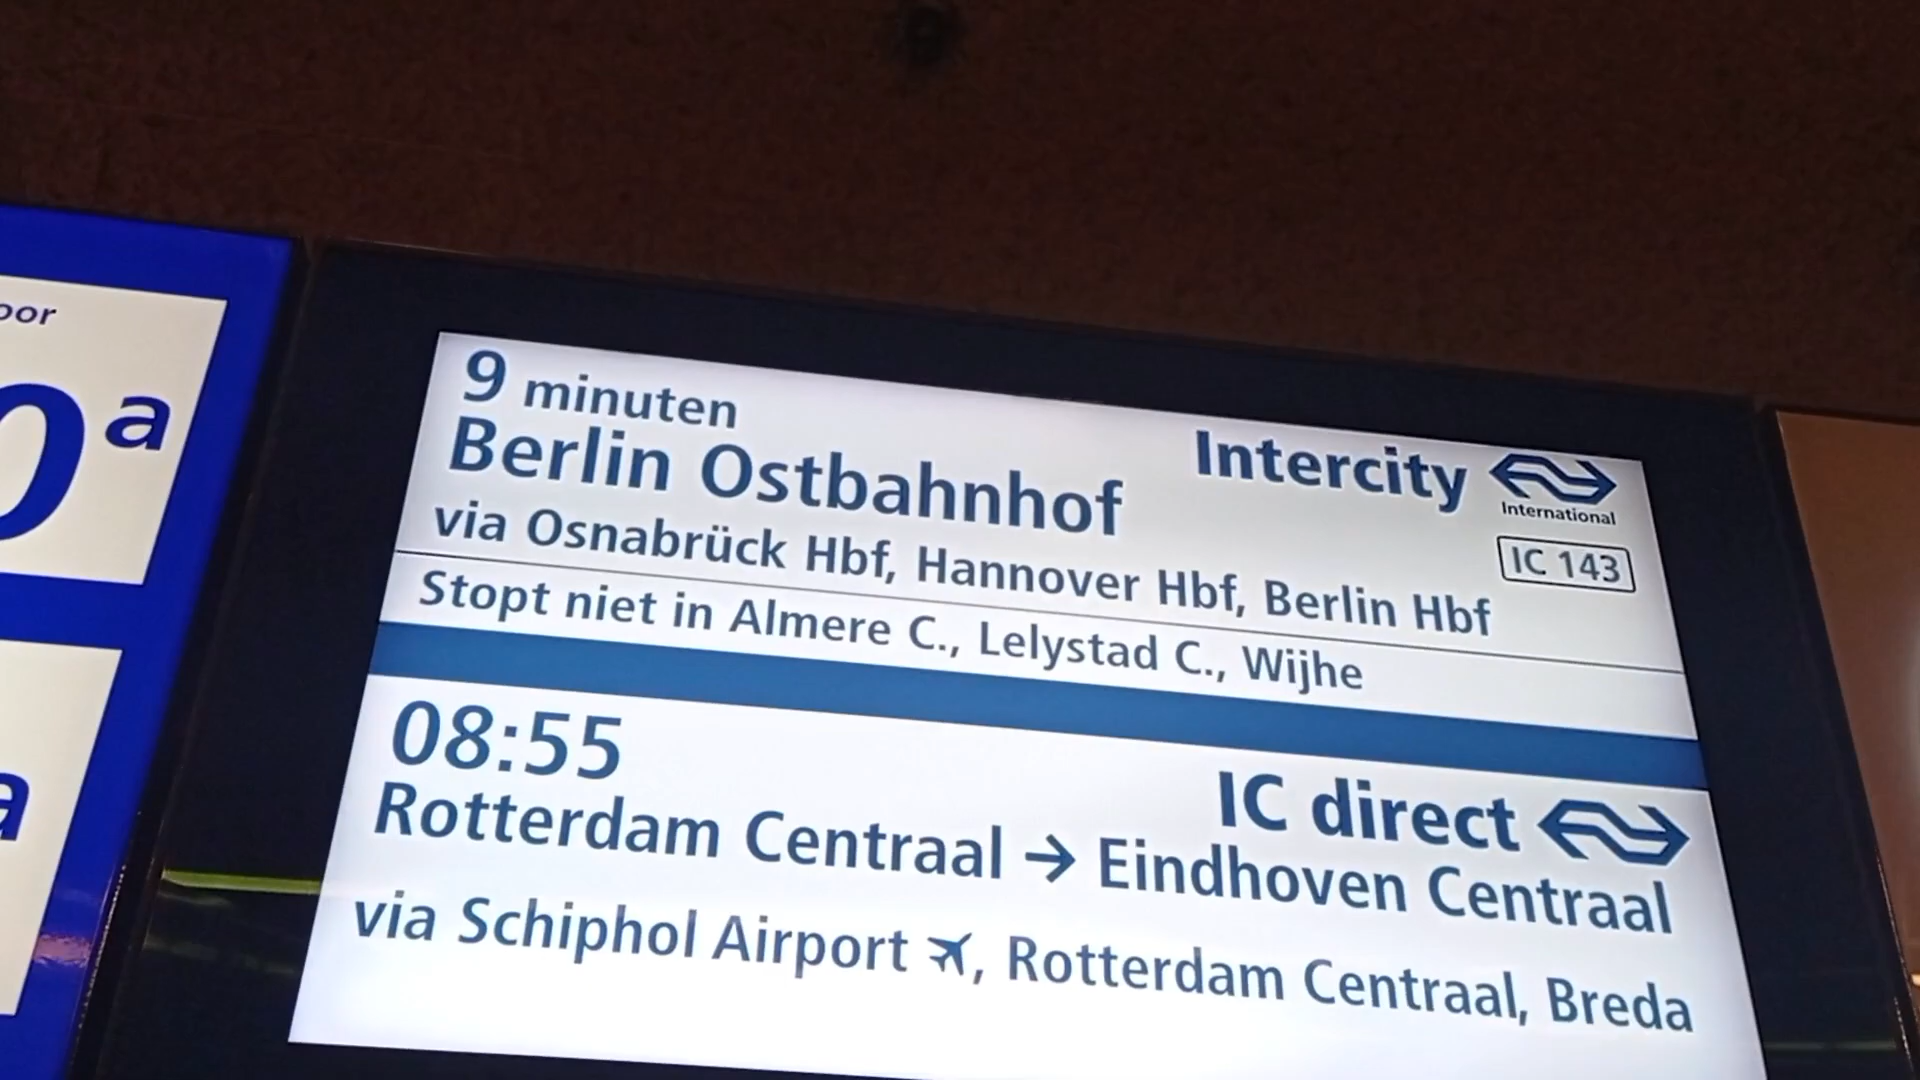 0a
a
9 minuten
Berlin Ostbahnhof
Intercity
International
via Osnabrück Hbf, Hannover Hbf, Berlin Hbf
IC 143
Stopt niet in Almere C., Lelystad C., Wijhe
08:55
IC direct
Rotterdam Centraal → Eindhoven Centraal
via Schiphol Airport ✈, Rotterdam Centraal, Breda